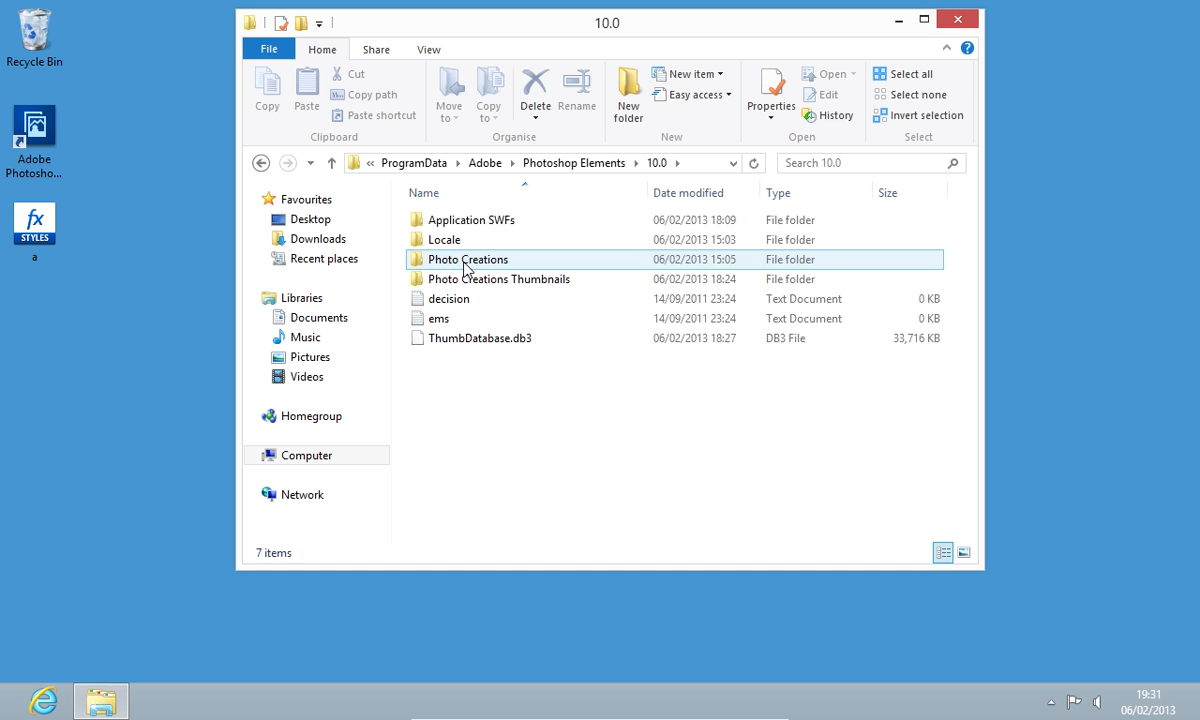 Recycle Bin
Adobe
Photosho...
fx
STYLES
a
10.0
File Home Share View
Copy
Paste
Cut
Copy path
Paste shortcut
Clipboard
Move
to
Copy
to
Delete
Rename
Organise
New
folder
New item
Easy access
New
Properties
Open
Edit
History
Open
Select all
Select none
Invert selection
Select
« ProgramData Adobe Photoshop Elements 10.0
Search 10.0
Favourites
Desktop
Downloads
Recent places
Libraries
Documents
Music
Pictures
Videos
Homegroup
Computer
Network
Name Date modified Type Size
Application SWFs 06/02/2013 18:09 File folder
Locale 06/02/2013 15:03 File folder
Photo Creations 06/02/2013 15:05 File folder
Photo Creations Thumbnails 06/02/2013 18:24 File folder
decision 14/09/2011 23:24 Text Document 0 KB
ems 14/09/2011 23:24 Text Document 0 KB
ThumbDatabase.db3 06/02/2013 18:27 DB3 File 33,716 KB
7 items
19:31
06/02/2013